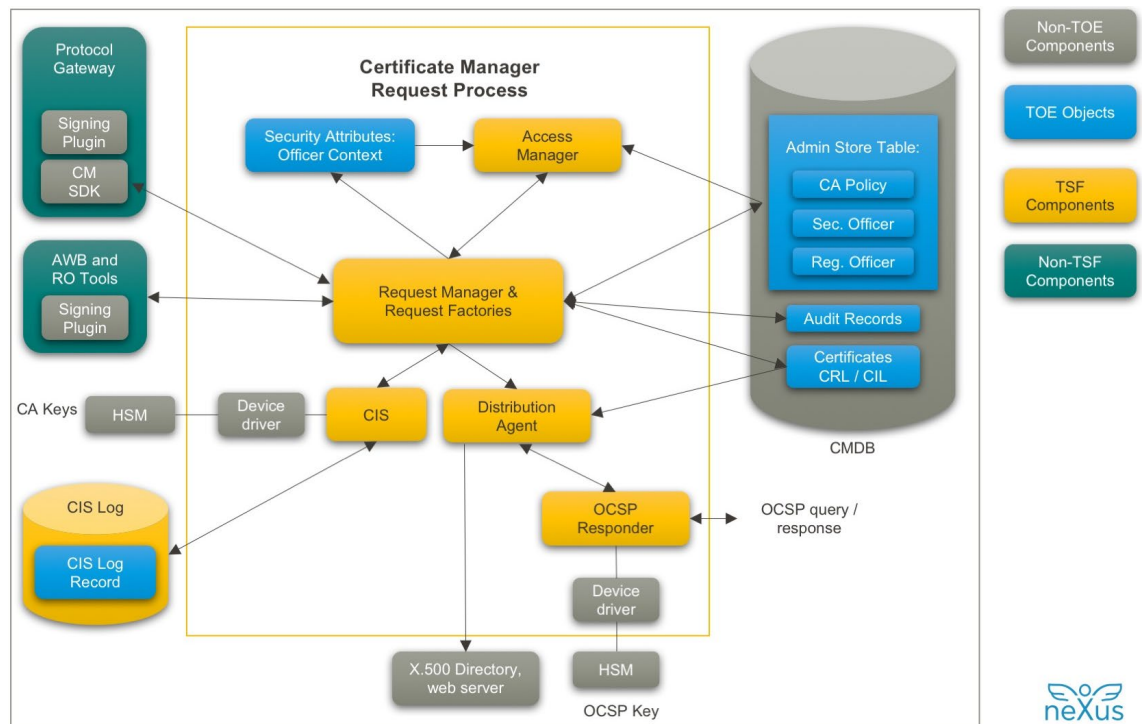 Protocol
Gateway
Signing
Plugin
CM
SDK
AWB and
RO Tools
Signing
Plugin
Certificate Manager
Request Process
Security Attributes:
Officer Context
Access
Manager
Request Manager &
Request Factories
CA Keys
HSM
Device
driver
CIS
Distribution
Agent
CIS Log
CIS Log
Record
OCSP
Responder
OCSP query /
response
Device
driver
HSM
OCSP Key
X.500 Directory,
web server
Admin Store Table:
CA Policy
Sec. Officer
Reg. Officer
Audit Records
Certificates
CRL / CIL
CMDB
Non-TOE
Components
TOE Objects
TSF
Components
Non-TSF
Components
neXus